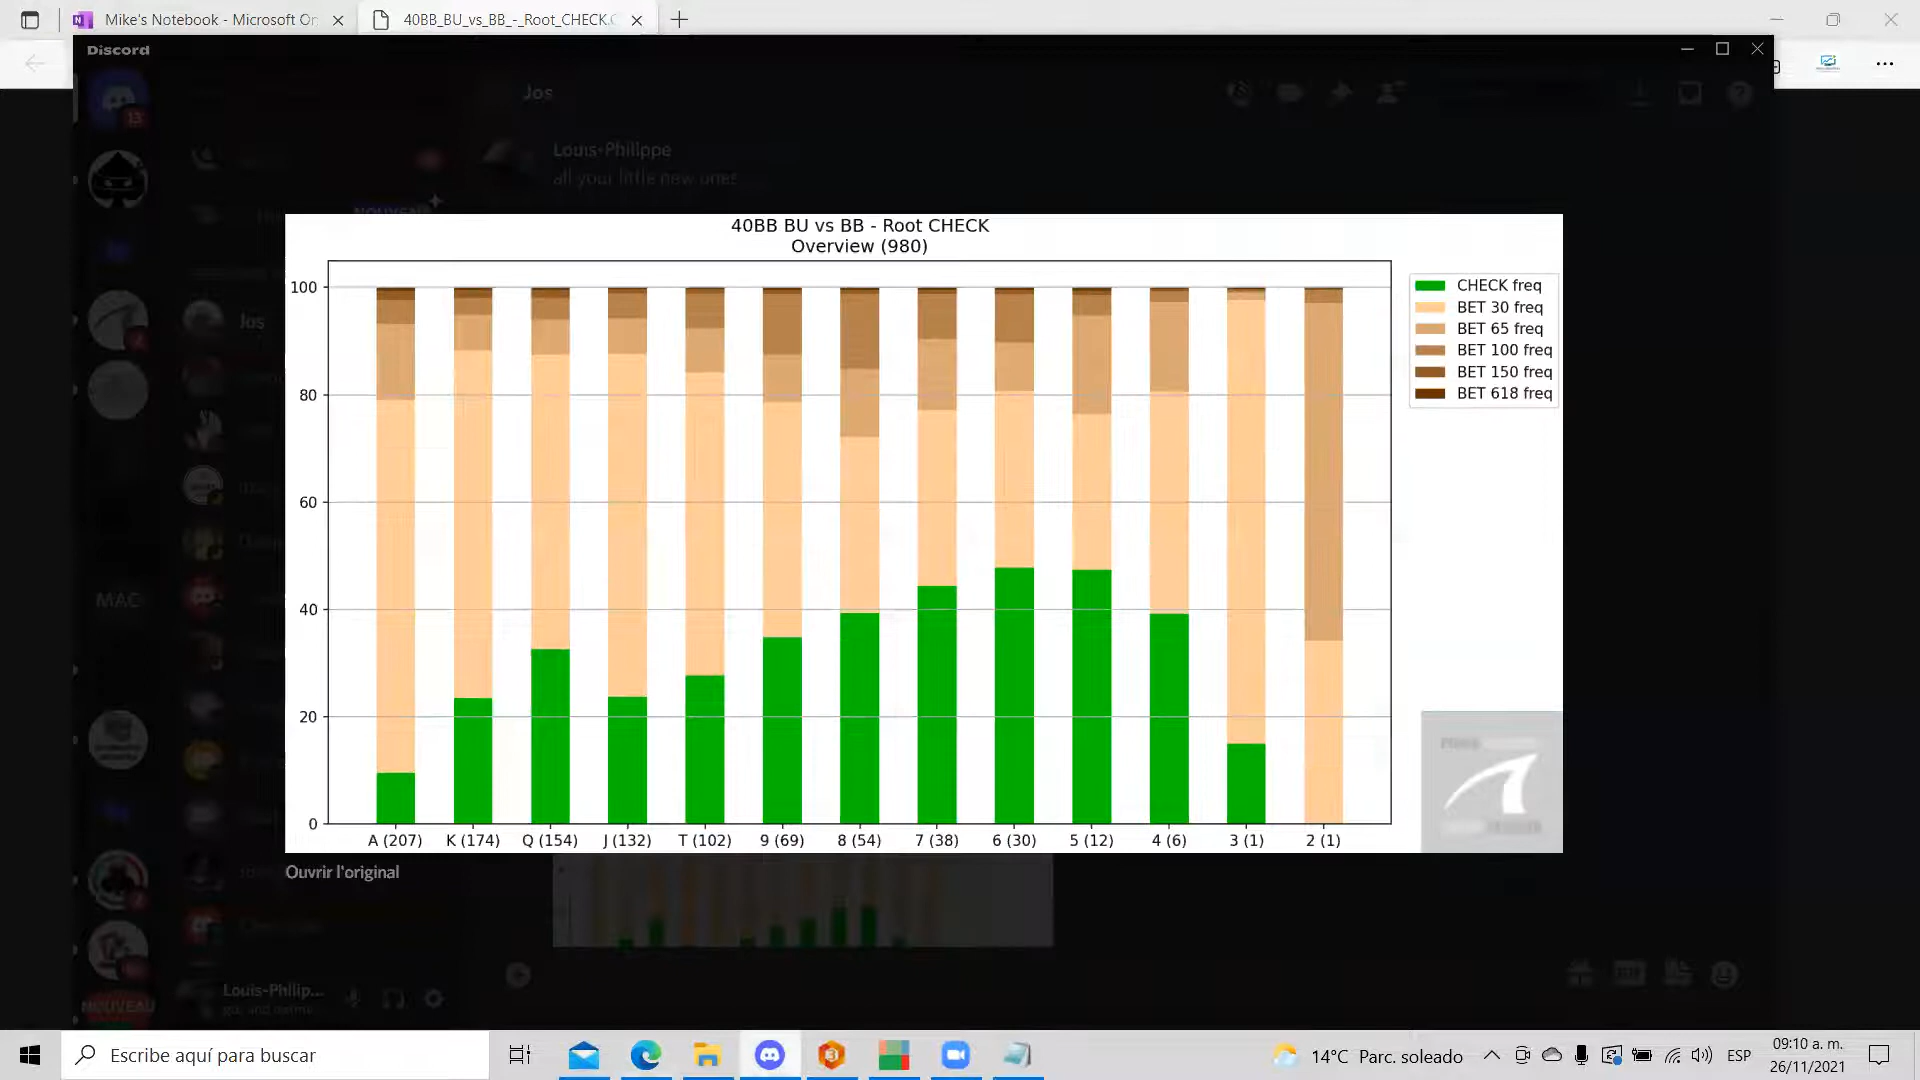 Mike's Notebook - Microsoft Or
40BB_BU_vs_BB_-_Root_CHECK.C
Discord
13
Jos
Louis-Philippe
all your little new ones
NOUVEAU
40BB BU vs BB - Root CHECK
Overview (980)
100
80
60
40
20
0
CHECK freq
BET 30 freq
BET 65 freq
BET 100 freq
BET 150 freq
BET 618 freq
A (207) K (174) Q (154) J (132) T (102) 9 (69) 8 (54) 7 (38) 6 (30) 5 (12) 4 (6) 3 (1) 2 (1)
Jos
Ouvrir l'original
Louis-Philip...
NOUVEAU
Escribe aquí para buscar
14°C Parc. soleado
ESP
09:10 a. m.
26/11/2021